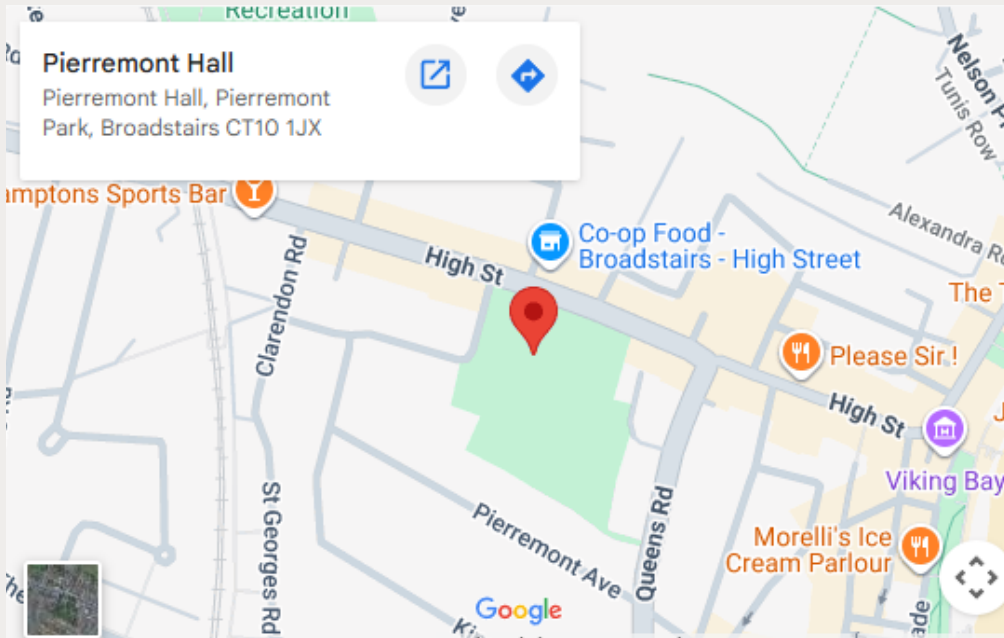 Recreation
Pierremont Hall
Pierremont Hall, Pierremont
Park, Broadstairs CT10 1JX
Nelson
Tunis Row
amptons Sports Bar
Co-op Food -
Broadstairs - High Street
Alexandra
High St
Clarendon Rd
The
Please Sir !
High St
Viking Bay
St Georges Rd
Queens Rd
Pierremont Ave
Morelli's Ice
Cream Parlour
Google